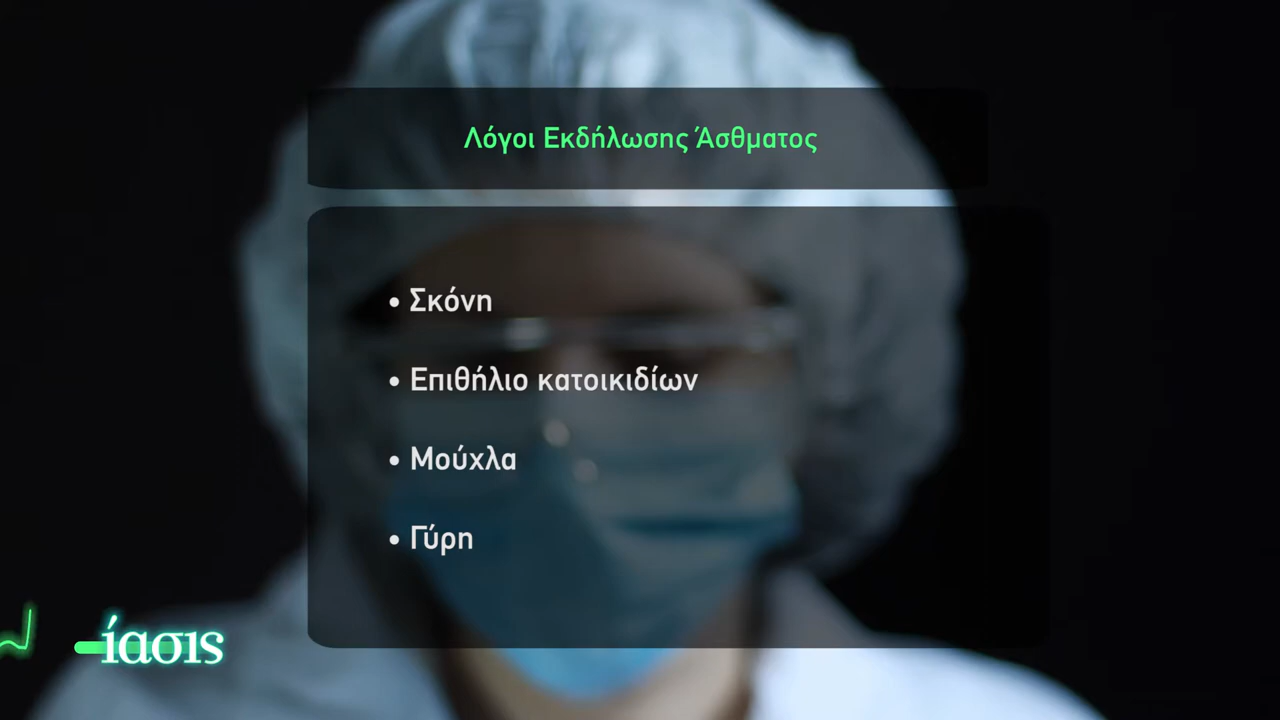 Λόγοι Εκδήλωσης Άσθματος
• Σκόνη
• Επιθήλιο κατοικιδίων
• Μούχλα
• Γύρη
ίασις